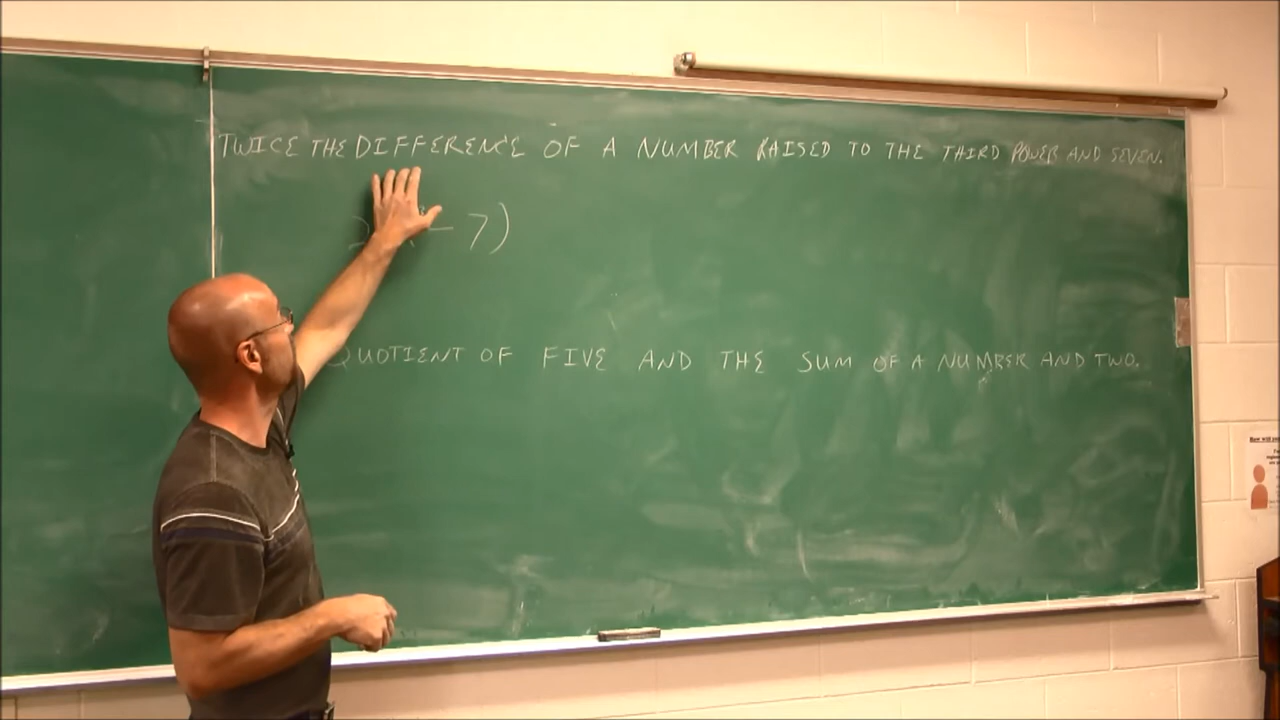 TWICE THE DIFFERENCE OF A NUMBER RAISED TO THE THIRD POWER AND SEVEN.
2 - 7)
QUOTIENT OF FIVE AND THE SUM OF A NUMBER AND TWO.